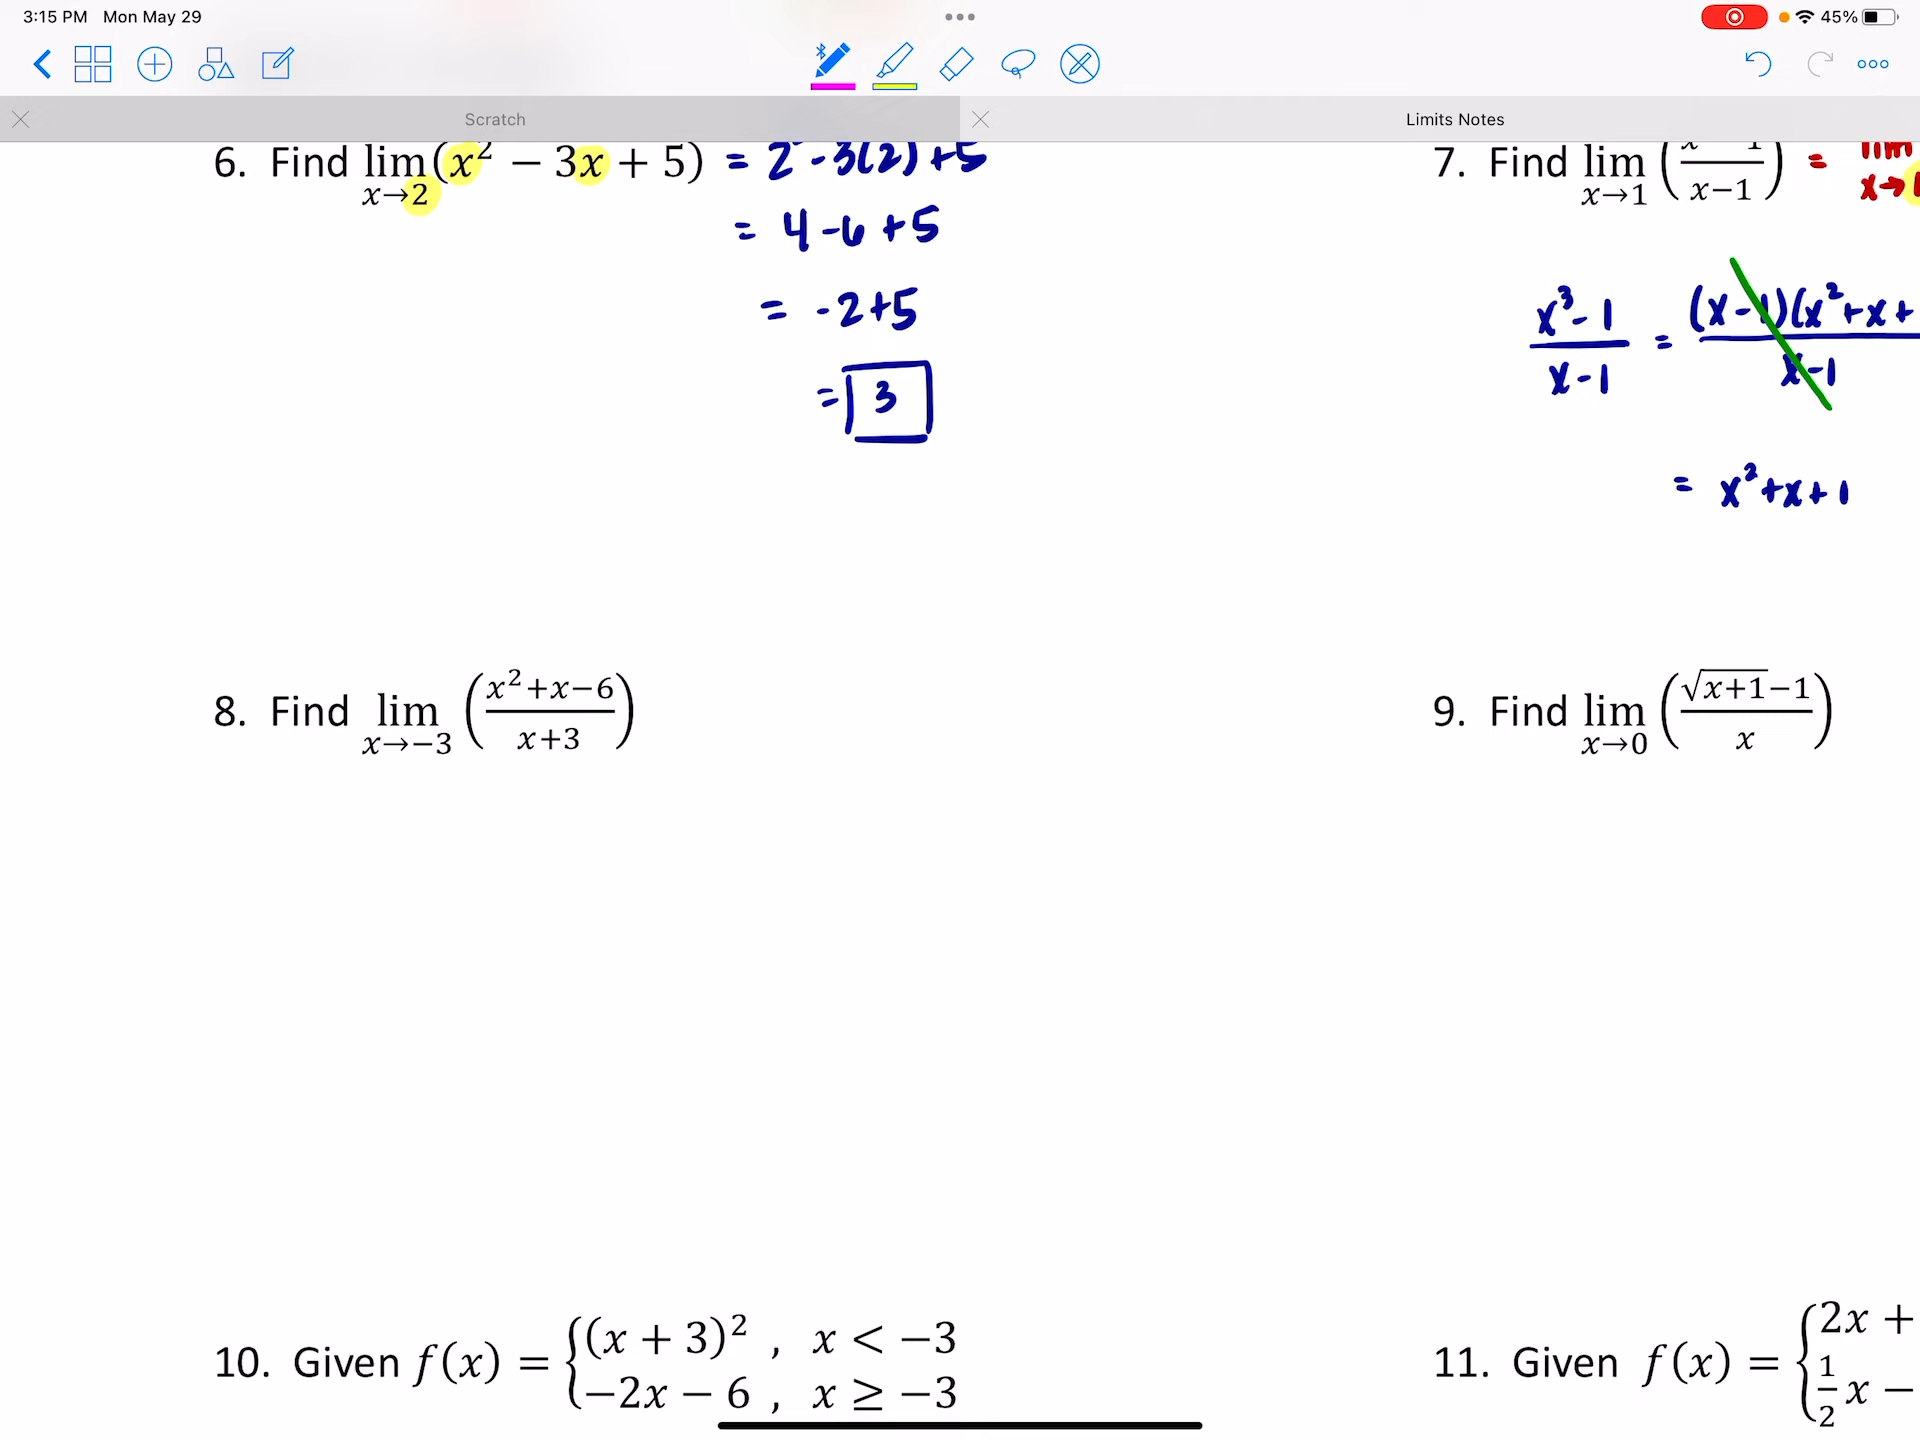 3:15 PM Mon May 29
45%
Scratch
Limits Notes
6. Find lim (x² − 3x + 5) = 2 - 3(2) +5
x→2
= 4 -6 +5
= -2+5
= 3
7. Find lim ( / x−1) = lim
x→1 x→1
x³-1 / x-1 = (x-1)(x²+x+ / x-1
= x²+x+1
8. Find lim (x²+x−6 / x+3)
x→−3
9. Find lim (√x+1−1 / x)
x→0
10. Given f(x) = {(x + 3)² , x < −3
−2x − 6 , x ≥ −3
11. Given f(x) = {2x +
1/2 x −